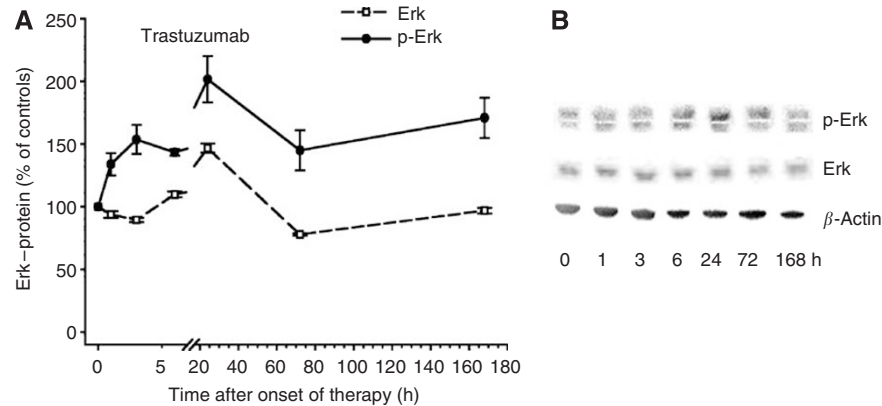 A
Trastuzumab
Erk
p-Erk
Erk–protein (% of controls)
250
200
150
100
50
0
0 5 20 40 60 80 100 120 140 160 180
Time after onset of therapy (h)
B
p-Erk
Erk
β-Actin
0 1 3 6 24 72 168 h